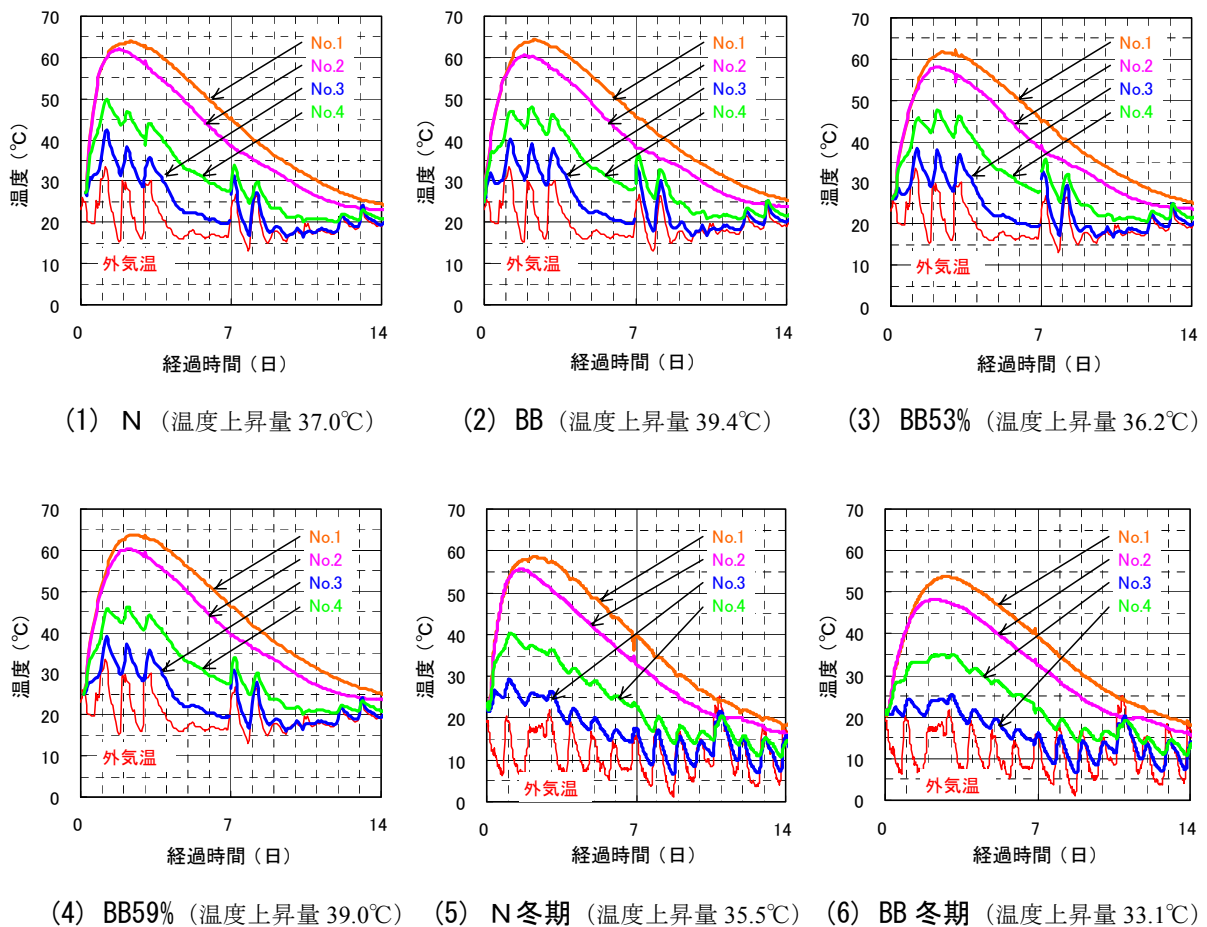 70
60
50
40
30
20
10
0
温度（℃）
No.1
No.2
No.3
No.4
外気温
0
7
14
経過時間（日）
(1) N（温度上昇量 37.0℃）
70
60
50
40
30
20
10
0
温度（℃）
No.1
No.2
No.3
No.4
外気温
0
7
14
経過時間（日）
(2) BB（温度上昇量 39.4℃）
70
60
50
40
30
20
10
0
温度（℃）
No.1
No.2
No.3
No.4
外気温
0
7
14
経過時間（日）
(3) BB53%（温度上昇量 36.2℃）
70
60
50
40
30
20
10
0
温度（℃）
No.1
No.2
No.3
No.4
外気温
0
7
14
経過時間（日）
(4) BB59%（温度上昇量 39.0℃）
70
60
50
40
30
20
10
0
温度（℃）
No.1
No.2
No.3
No.4
外気温
0
7
14
経過時間（日）
(5) N冬期（温度上昇量 35.5℃）
70
60
50
40
30
20
10
0
温度（℃）
No.1
No.2
No.3
No.4
外気温
0
7
14
経過時間（日）
(6) BB 冬期（温度上昇量 33.1℃）